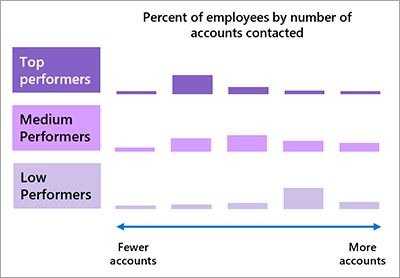 Percent of employees by number of
accounts contacted
Top
performers
Medium
Performers
Low
Performers
Fewer
accounts
More
accounts